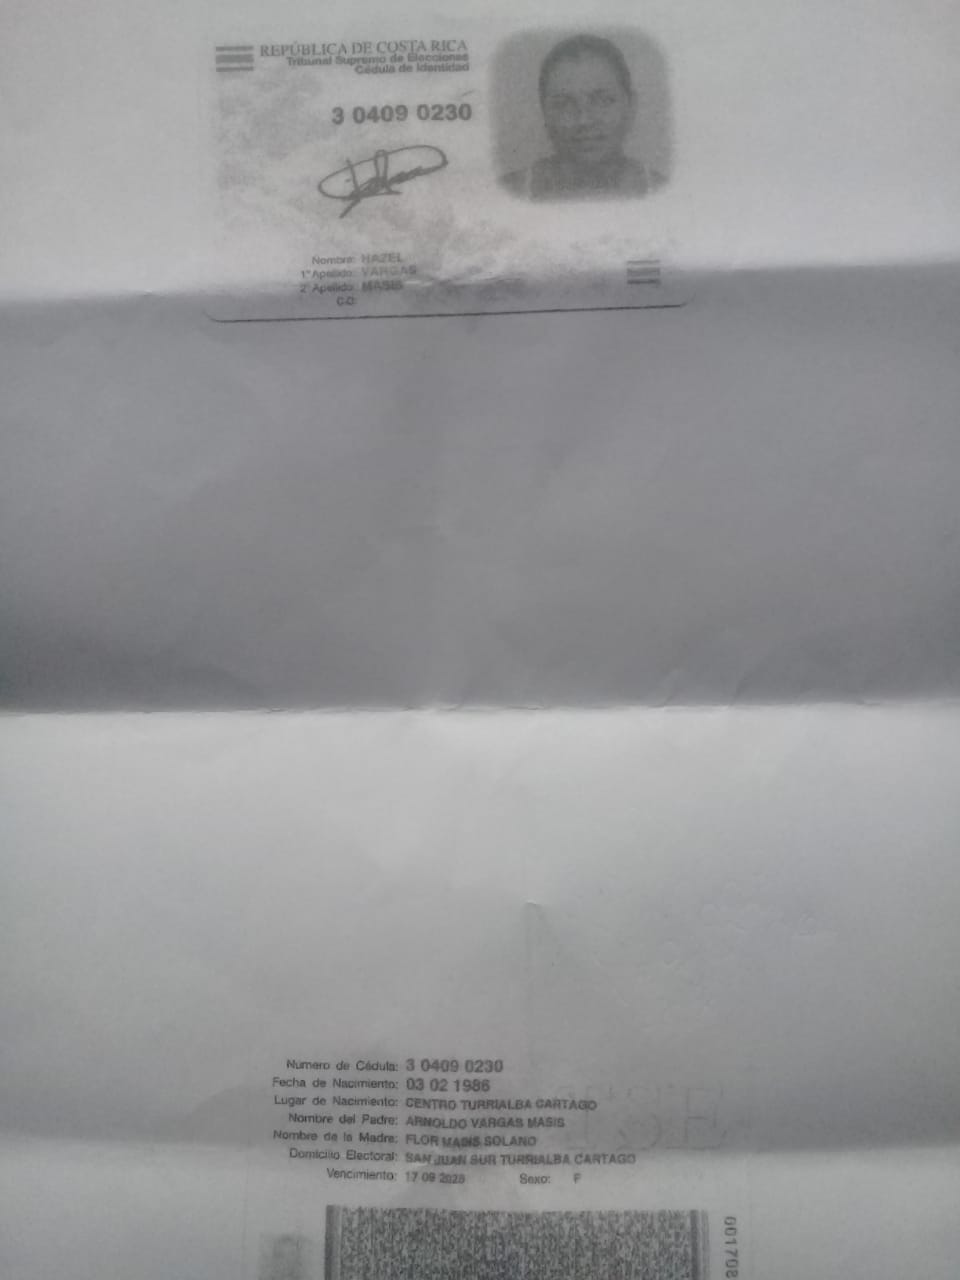 REPÚBLICA DE COSTA RICA
Tribunal Supremo de Elecciones
Cédula de Identidad
3 0409 0230
Nombre: HAZEL
1° Apellido: VARGAS
2° Apellido: MASIS
C.O:
Número de Cédula: 3 0409 0230
Fecha de Nacimiento: 03 02 1986
Lugar de Nacimiento: CENTRO TURRIALBA CARTAGO
Nombre del Padre: ARNOLDO VARGAS MASIS
Nombre de la Madre: FLOR MASIS SOLANO
Domicilio Electoral: SAN JUAN SUR TURRIALBA CARTAGO
Vencimiento: 17 09 Sexo: F